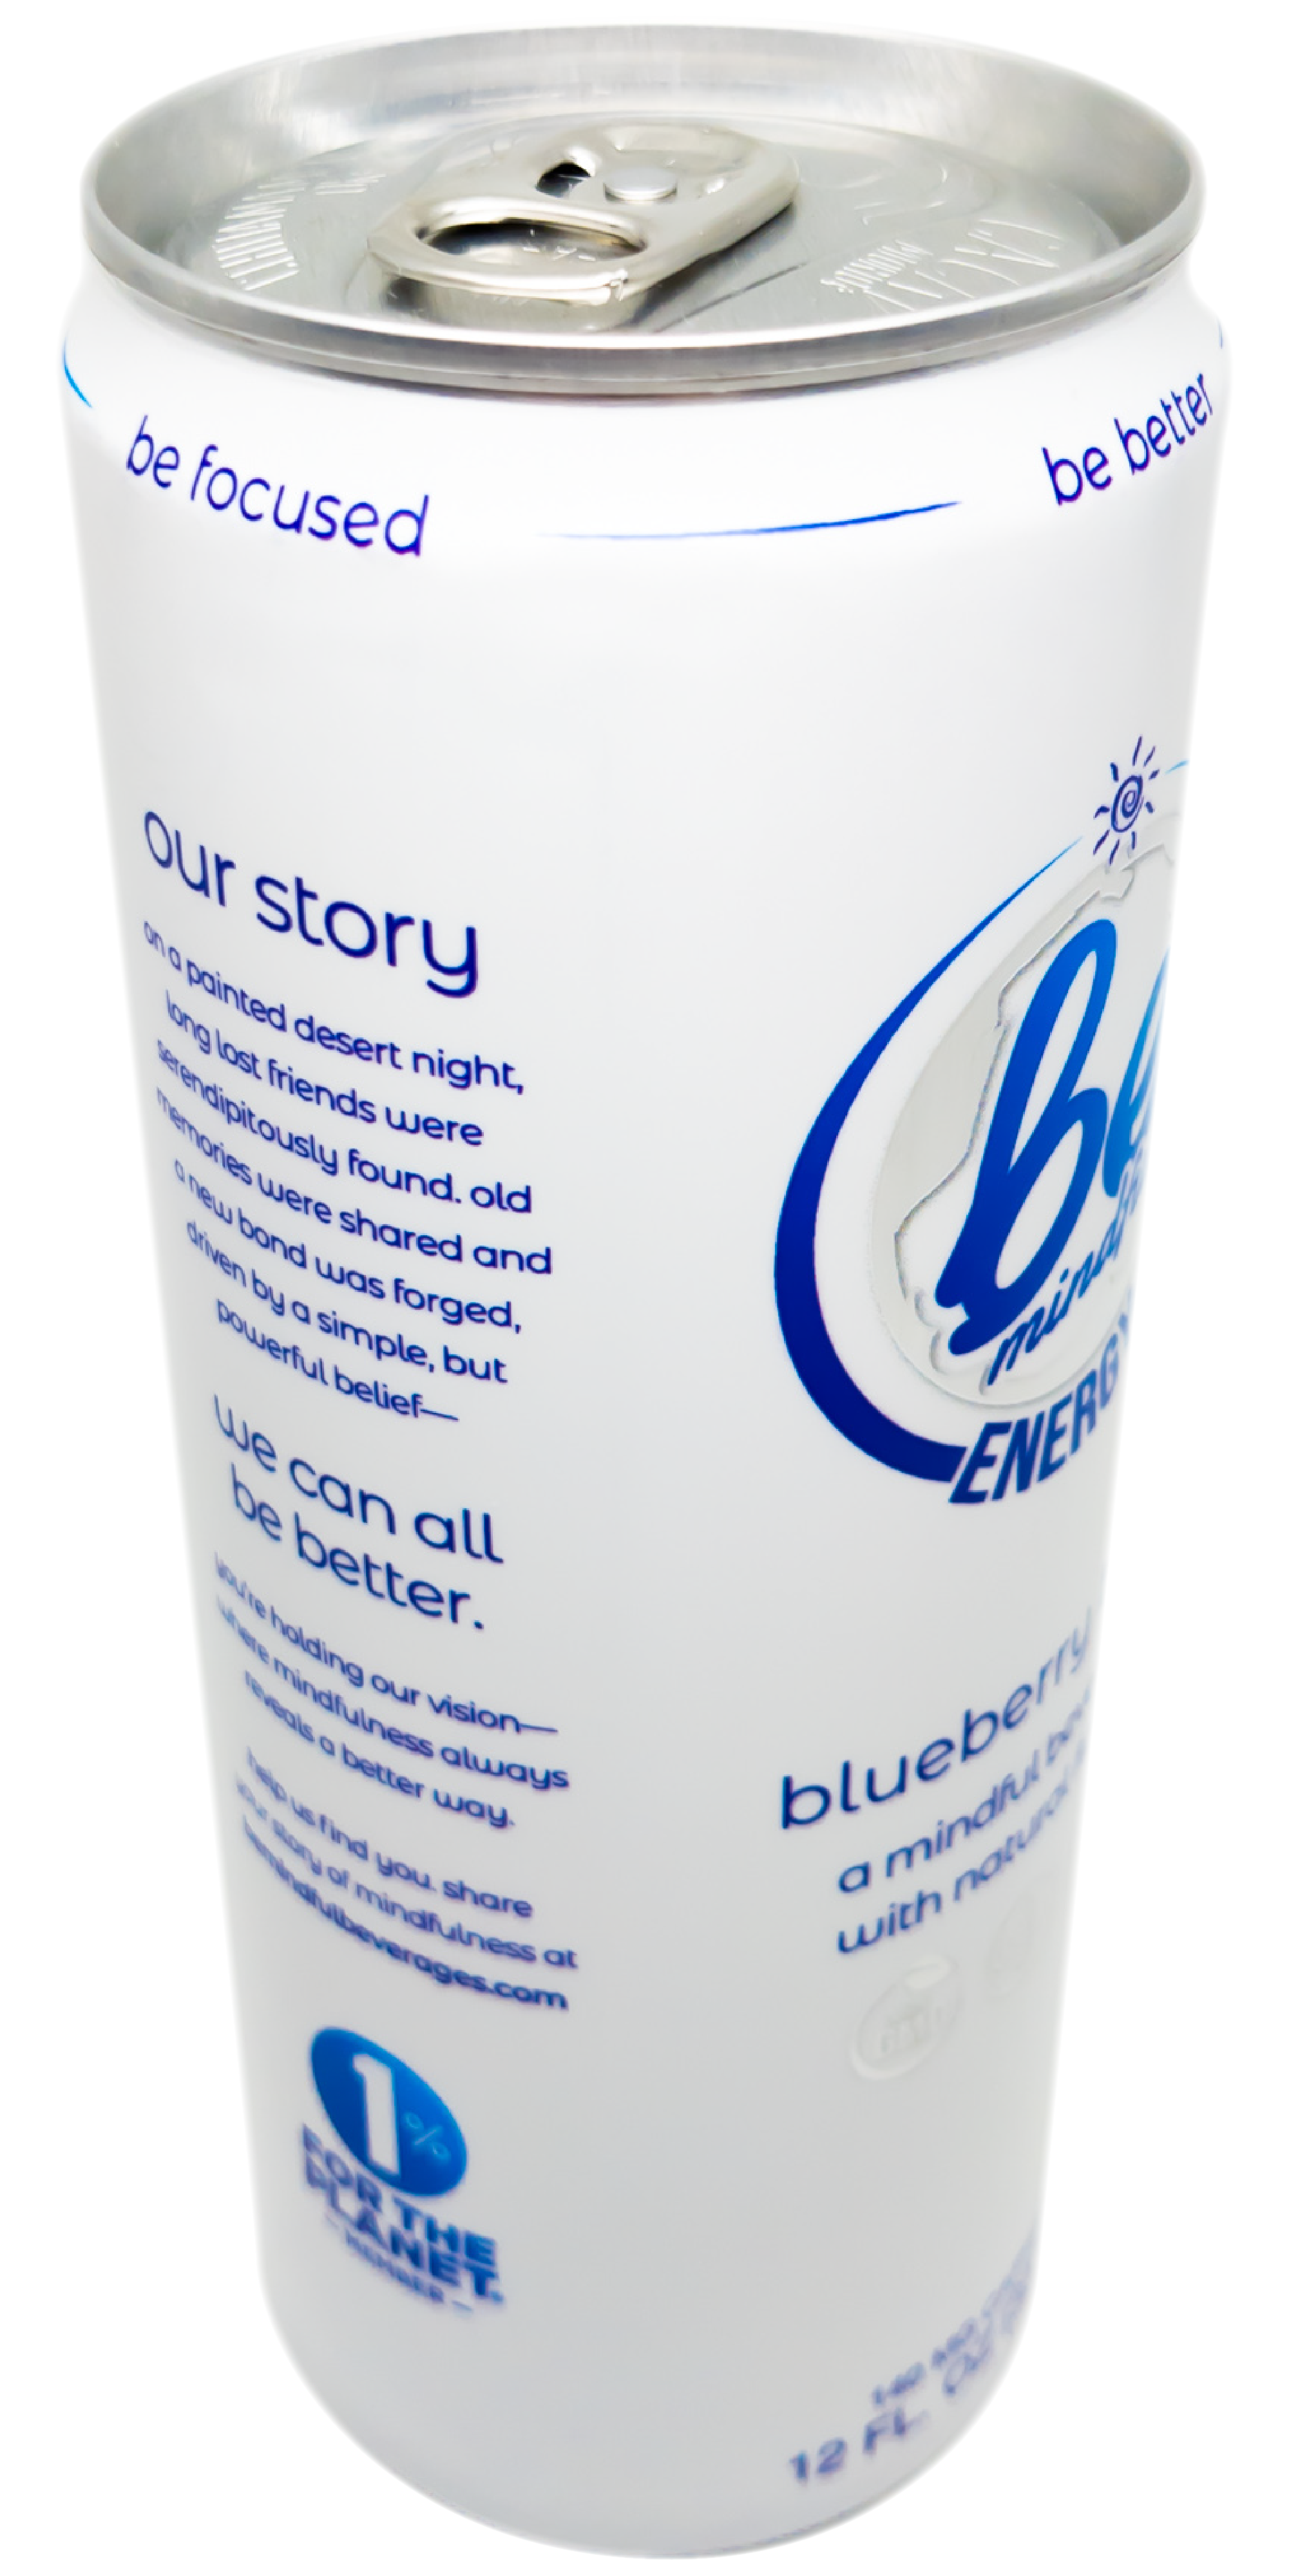 be focused
be better
our story
on a painted desert night,
long lost friends were
serendipitously found. old
memories were shared and
a new bond was forged,
driven by a simple, but
powerful belief—
we can all
be better.
you're holding our vision—
where mindfulness always
reveals a better way.
help us find you. share
your story of mindfulness at
bemindfulbeverages.com
1%
FOR THE
PLANET.
— MEMBER —
Be
ENERGY
blueberry
a mindful
with natural
12 FL. OZ